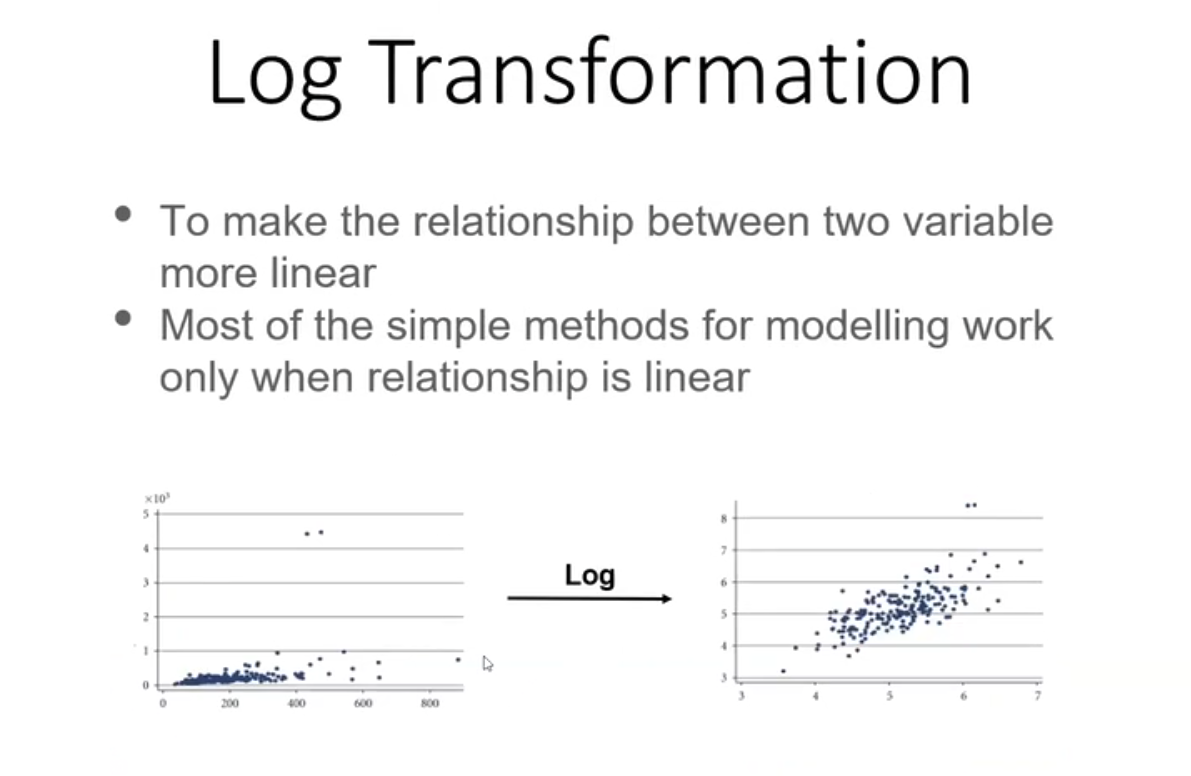 Log Transformation
• To make the relationship between two variable
more linear
• Most of the simple methods for modelling work
only when relationship is linear
×10³
5
4
3
2
1
0
0 200 400 600 800
Log
8
7
6
5
4
3
3 4 5 6 7